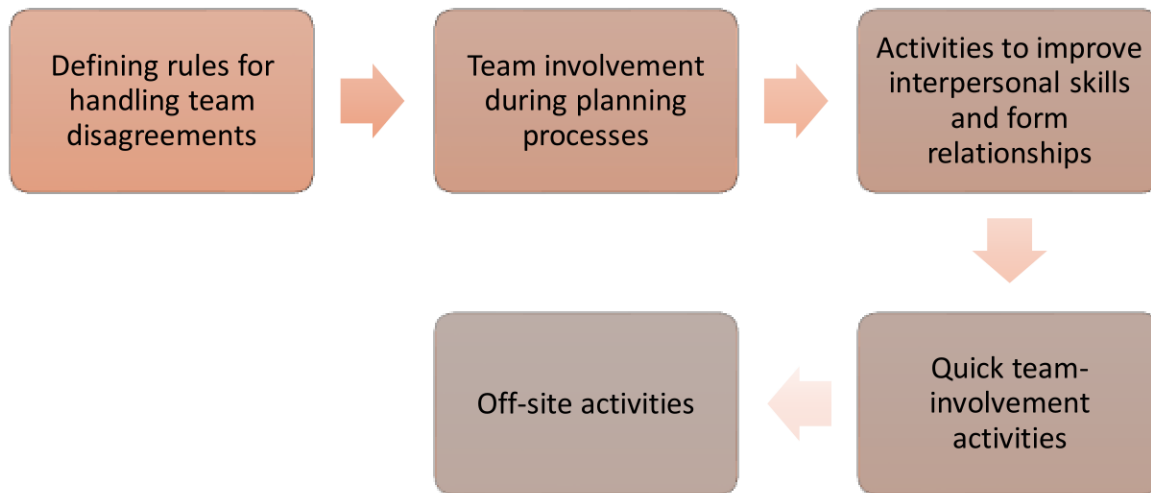 Defining rules for
handling team
disagreements
Team involvement
during planning
processes
Activities to improve
interpersonal skills
and form
relationships
Quick team-
involvement
activities
Off-site activities